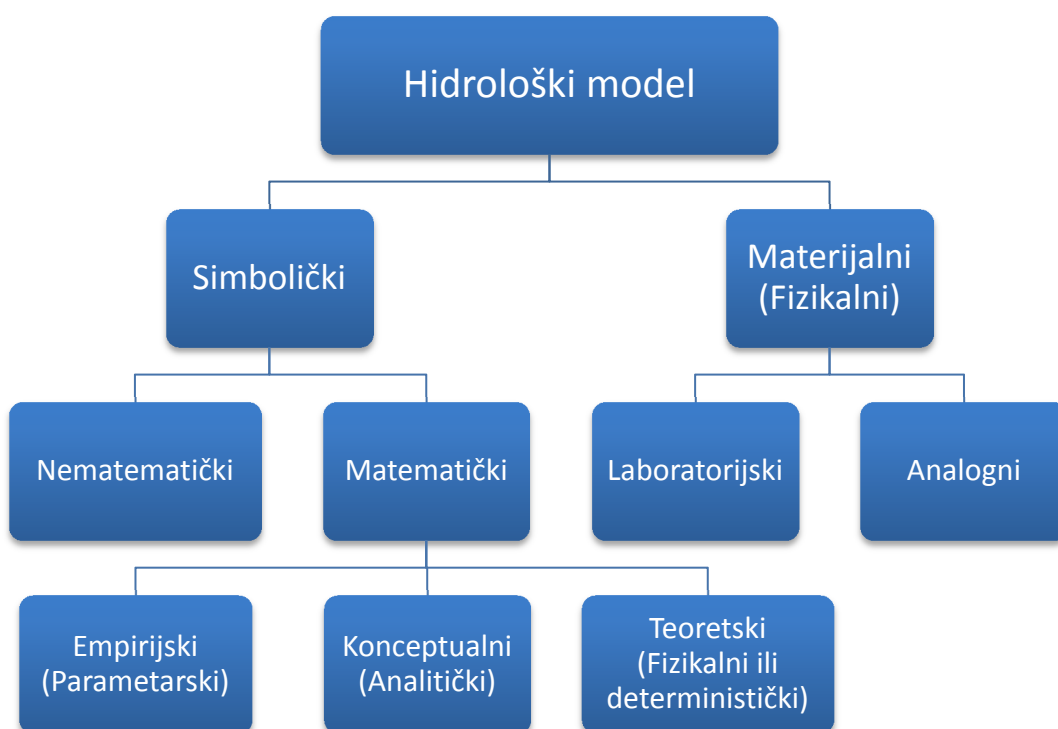 Hidrološki model
Simbolički
Materijalni
(Fizikalni)
Nematematički
Matematički
Laboratorijski
Analogni
Empirijski
(Parametarski)
Konceptualni
(Analitički)
Teoretski
(Fizikalni ili
deterministički)